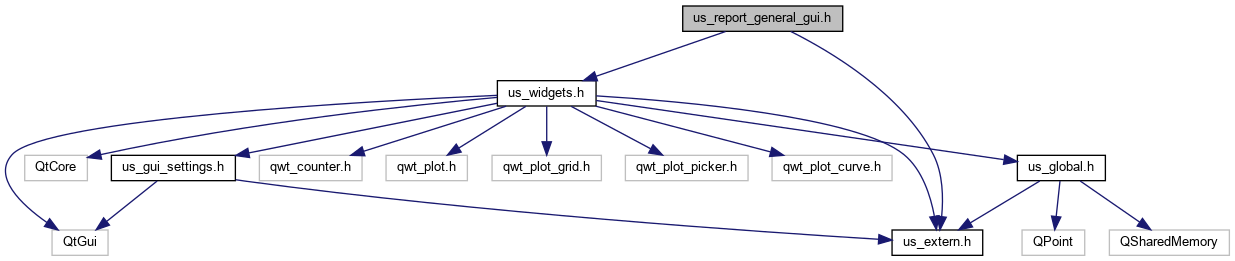 us_report_general_gui.h
us_widgets.h
QtCore
us_gui_settings.h
qwt_counter.h
qwt_plot.h
qwt_plot_grid.h
qwt_plot_picker.h
qwt_plot_curve.h
us_global.h
QtGui
us_extern.h
QPoint
QSharedMemory